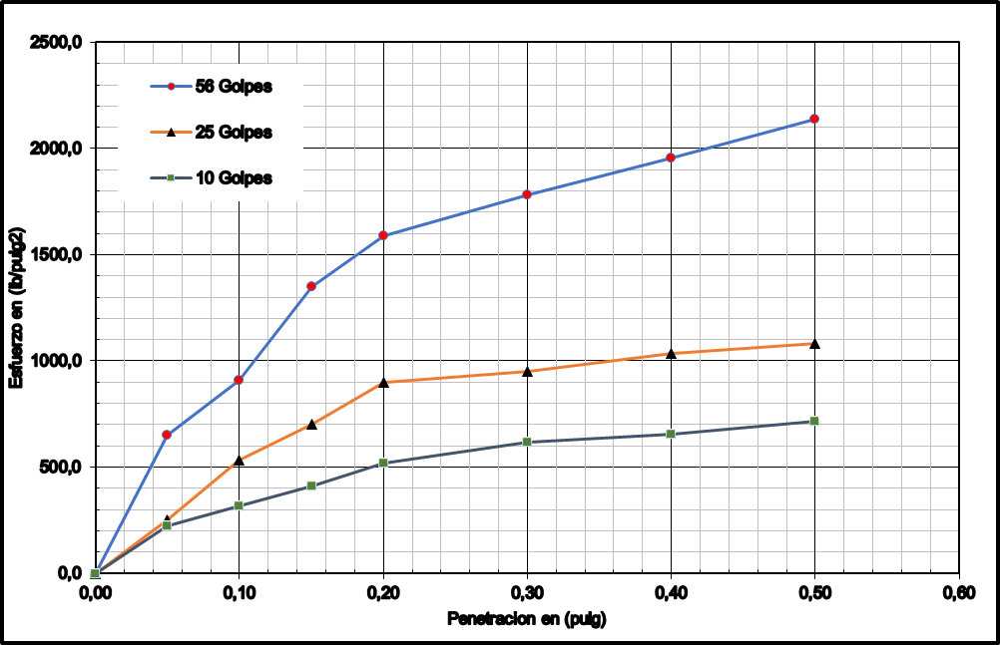 2500,0
2000,0
1500,0
1000,0
500,0
0,0
56 Golpes
25 Golpes
10 Golpes
Esfuerzo en (lb/pulg2)
0,00 0,10 0,20 0,30 0,40 0,50 0,60
Penetracion en (pulg)